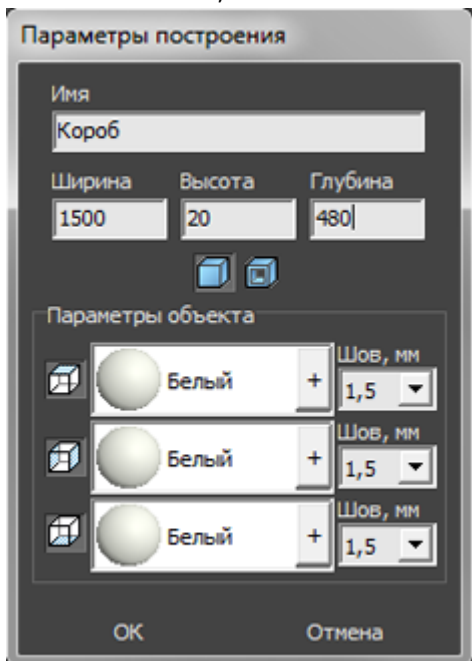 Параметры построения
Имя
Короб
Ширина Высота Глубина
1500 20 480
Параметры объекта
Шов, мм
Белый + 1,5
Шов, мм
Белый + 1,5
Шов, мм
Белый + 1,5
ОК Отмена